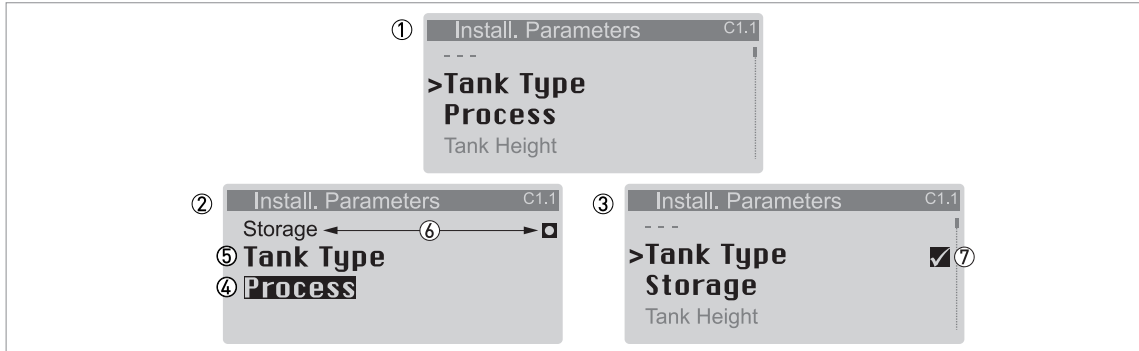 ① Install. Parameters C1.1
- - -
>Tank Type
Process
Tank Height
② Install. Parameters C1.1
Storage ⑥
⑤ Tank Type
④ Process
③ Install. Parameters C1.1
- - -
>Tank Type ⑦
Storage
Tank Height